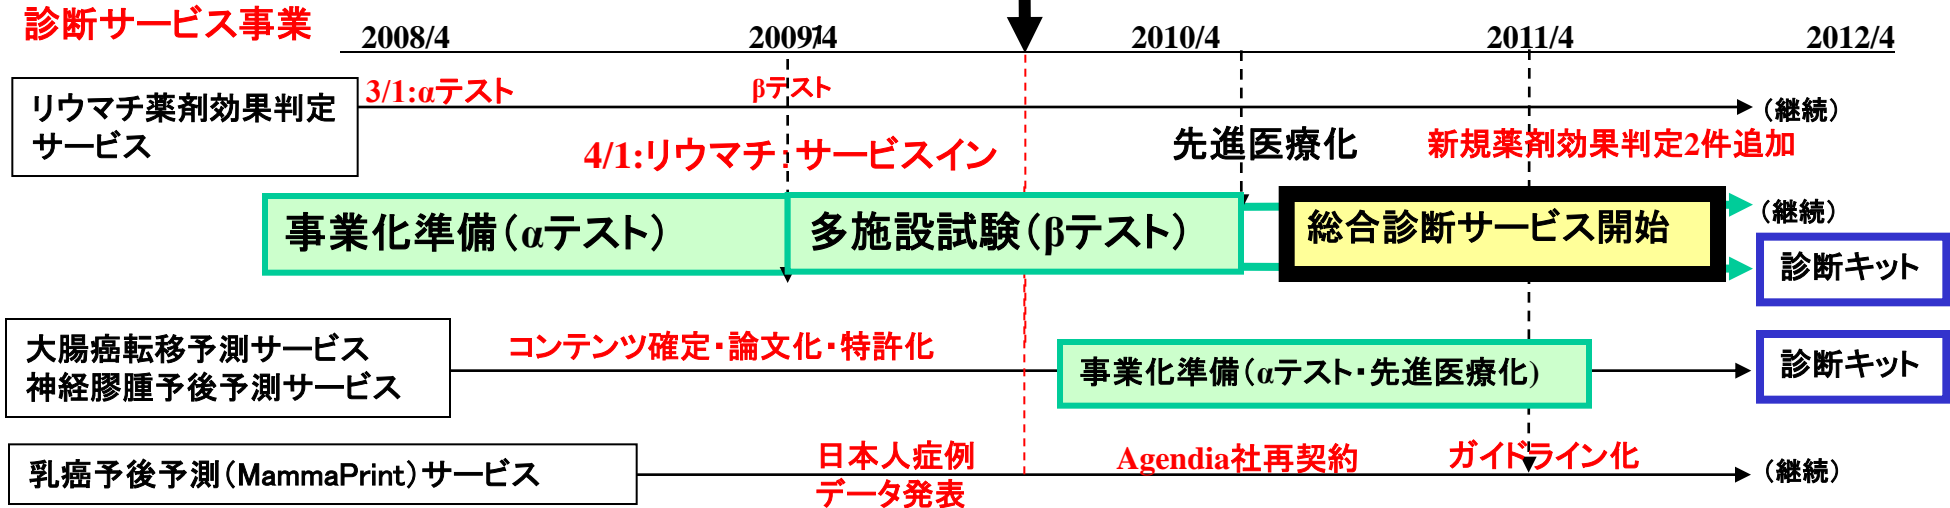 診断サービス事業
2008/4
2009/4
2010/4
2011/4
2012/4
リウマチ薬剤効果判定
サービス
3/1:αテスト
βテスト
(継続)
4/1:リウマチ・サービスイン
先進医療化
新規薬剤効果判定2件追加
事業化準備(αテスト)
多施設試験(βテスト)
総合診断サービス開始
(継続)
診断キット
大腸癌転移予測サービス
神経膠腫予後予測サービス
コンテンツ確定・論文化・特許化
事業化準備(αテスト・先進医療化)
診断キット
乳癌予後予測(MammaPrint)サービス
日本人症例
データ発表
Agendia社再契約
ガイドライン化
(継続)